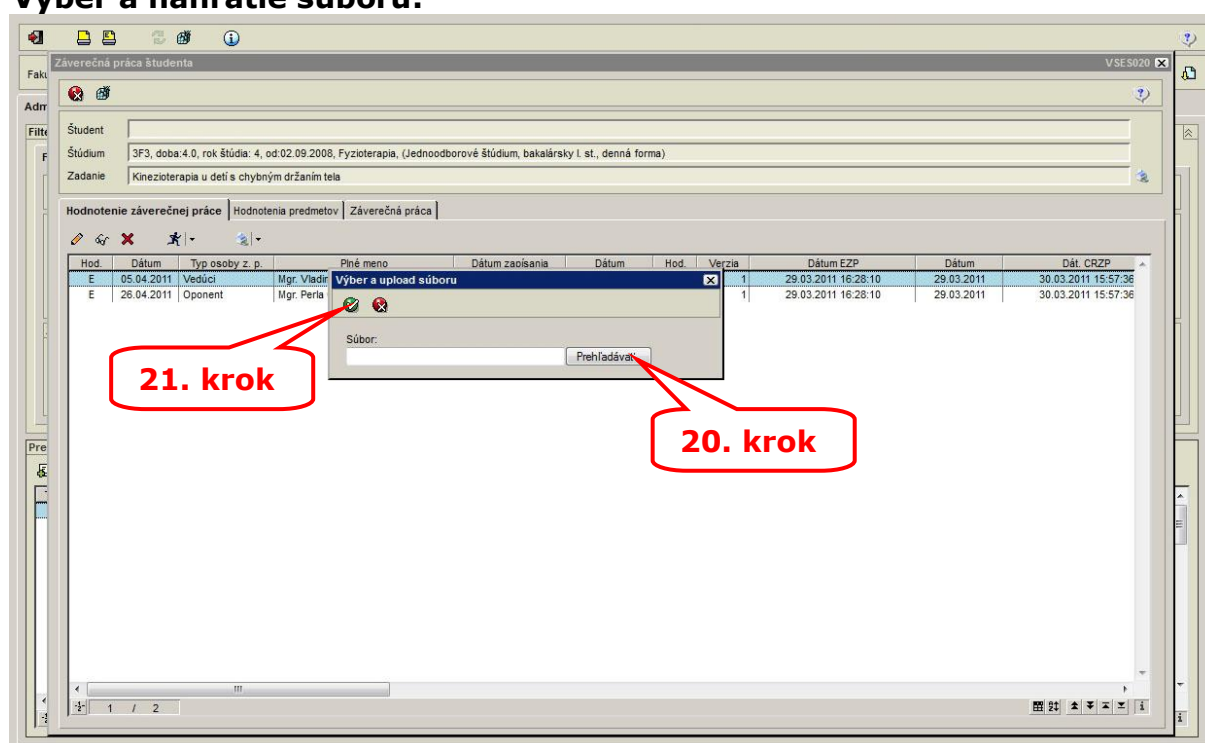 Výber a nahratie súboru:
Záverečná práca študenta VSES020
Študent
Štúdium 3F3, doba:4.0, rok štúdia: 4, od:02.09.2008, Fyzioterapia, (Jednoodborové štúdium, bakalársky I. st., denná forma)
Zadanie Kinezioterapia u detí s chybným držaním tela
Hodnotenie záverečnej práce Hodnotenia predmetov Záverečná práca
Hod. Dátum Typ osoby z. p. Plné meno Dátum zapísania Dátum Hod. Verzia Dátum EZP Dátum Dát. CRZP
E 05.04.2011 Vedúci Mgr. Vladi 1 29.03.2011 16:28:10 29.03.2011 30.03.2011 15:57:36
E 26.04.2011 Oponent Mgr. Perla 1 29.03.2011 16:28:10 29.03.2011 30.03.2011 15:57:36
Výber a upload súboru
Súbor:
Prehľadávať
21. krok
20. krok
1 / 2